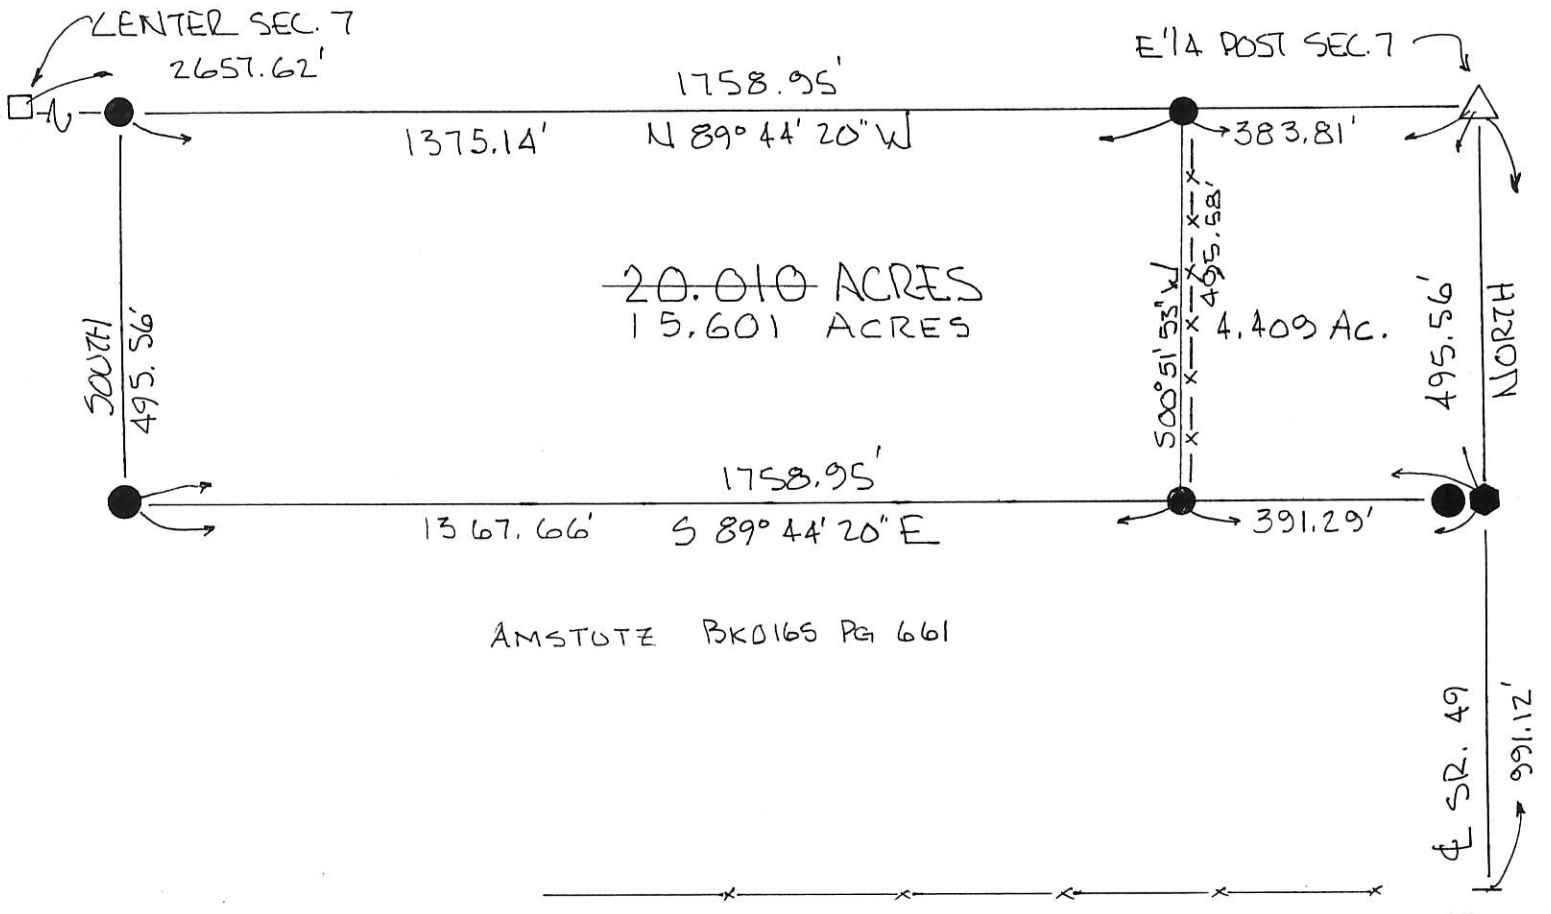 CENTER SEC. 7
2657.62'
E'1/4 POST SEC. 7
1758.95'
1375.14' N 89° 44' 20" W 383.81'
20.010 ACRES
15.601 ACRES
4.409 Ac.
SOUTH
495.56'
S00°51'53"W
495.58'
495.56'
NORTH
1758.95'
1367.66' S 89° 44' 20" E 391.29'
AMSTUTZ BK0165 PG 661
℄ SR. 49
991.12'